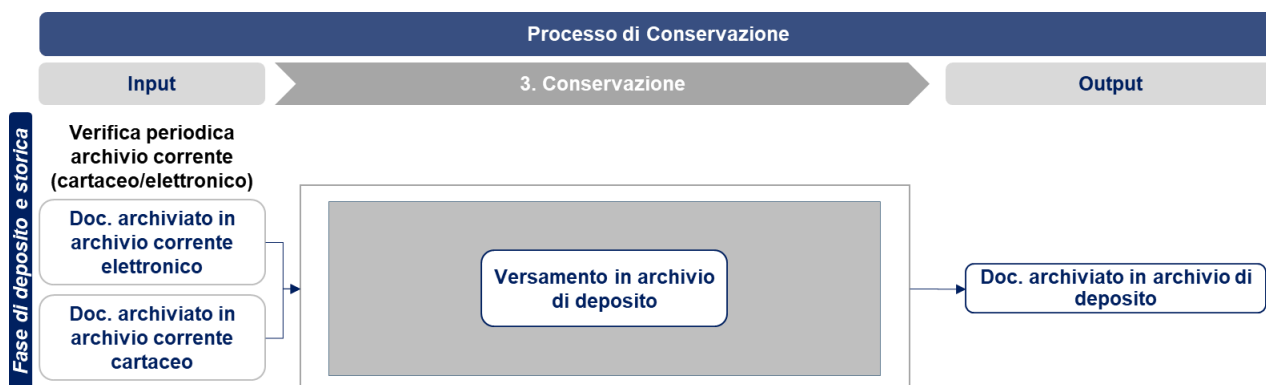 Processo di Conservazione
Input
3. Conservazione
Output
Fase di deposito e storica
Verifica periodica
archivio corrente
(cartaceo/elettronico)
Doc. archiviato in
archivio corrente
elettronico
Doc. archiviato in
archivio corrente
cartaceo
Versamento in archivio
di deposito
Doc. archiviato in archivio di
deposito